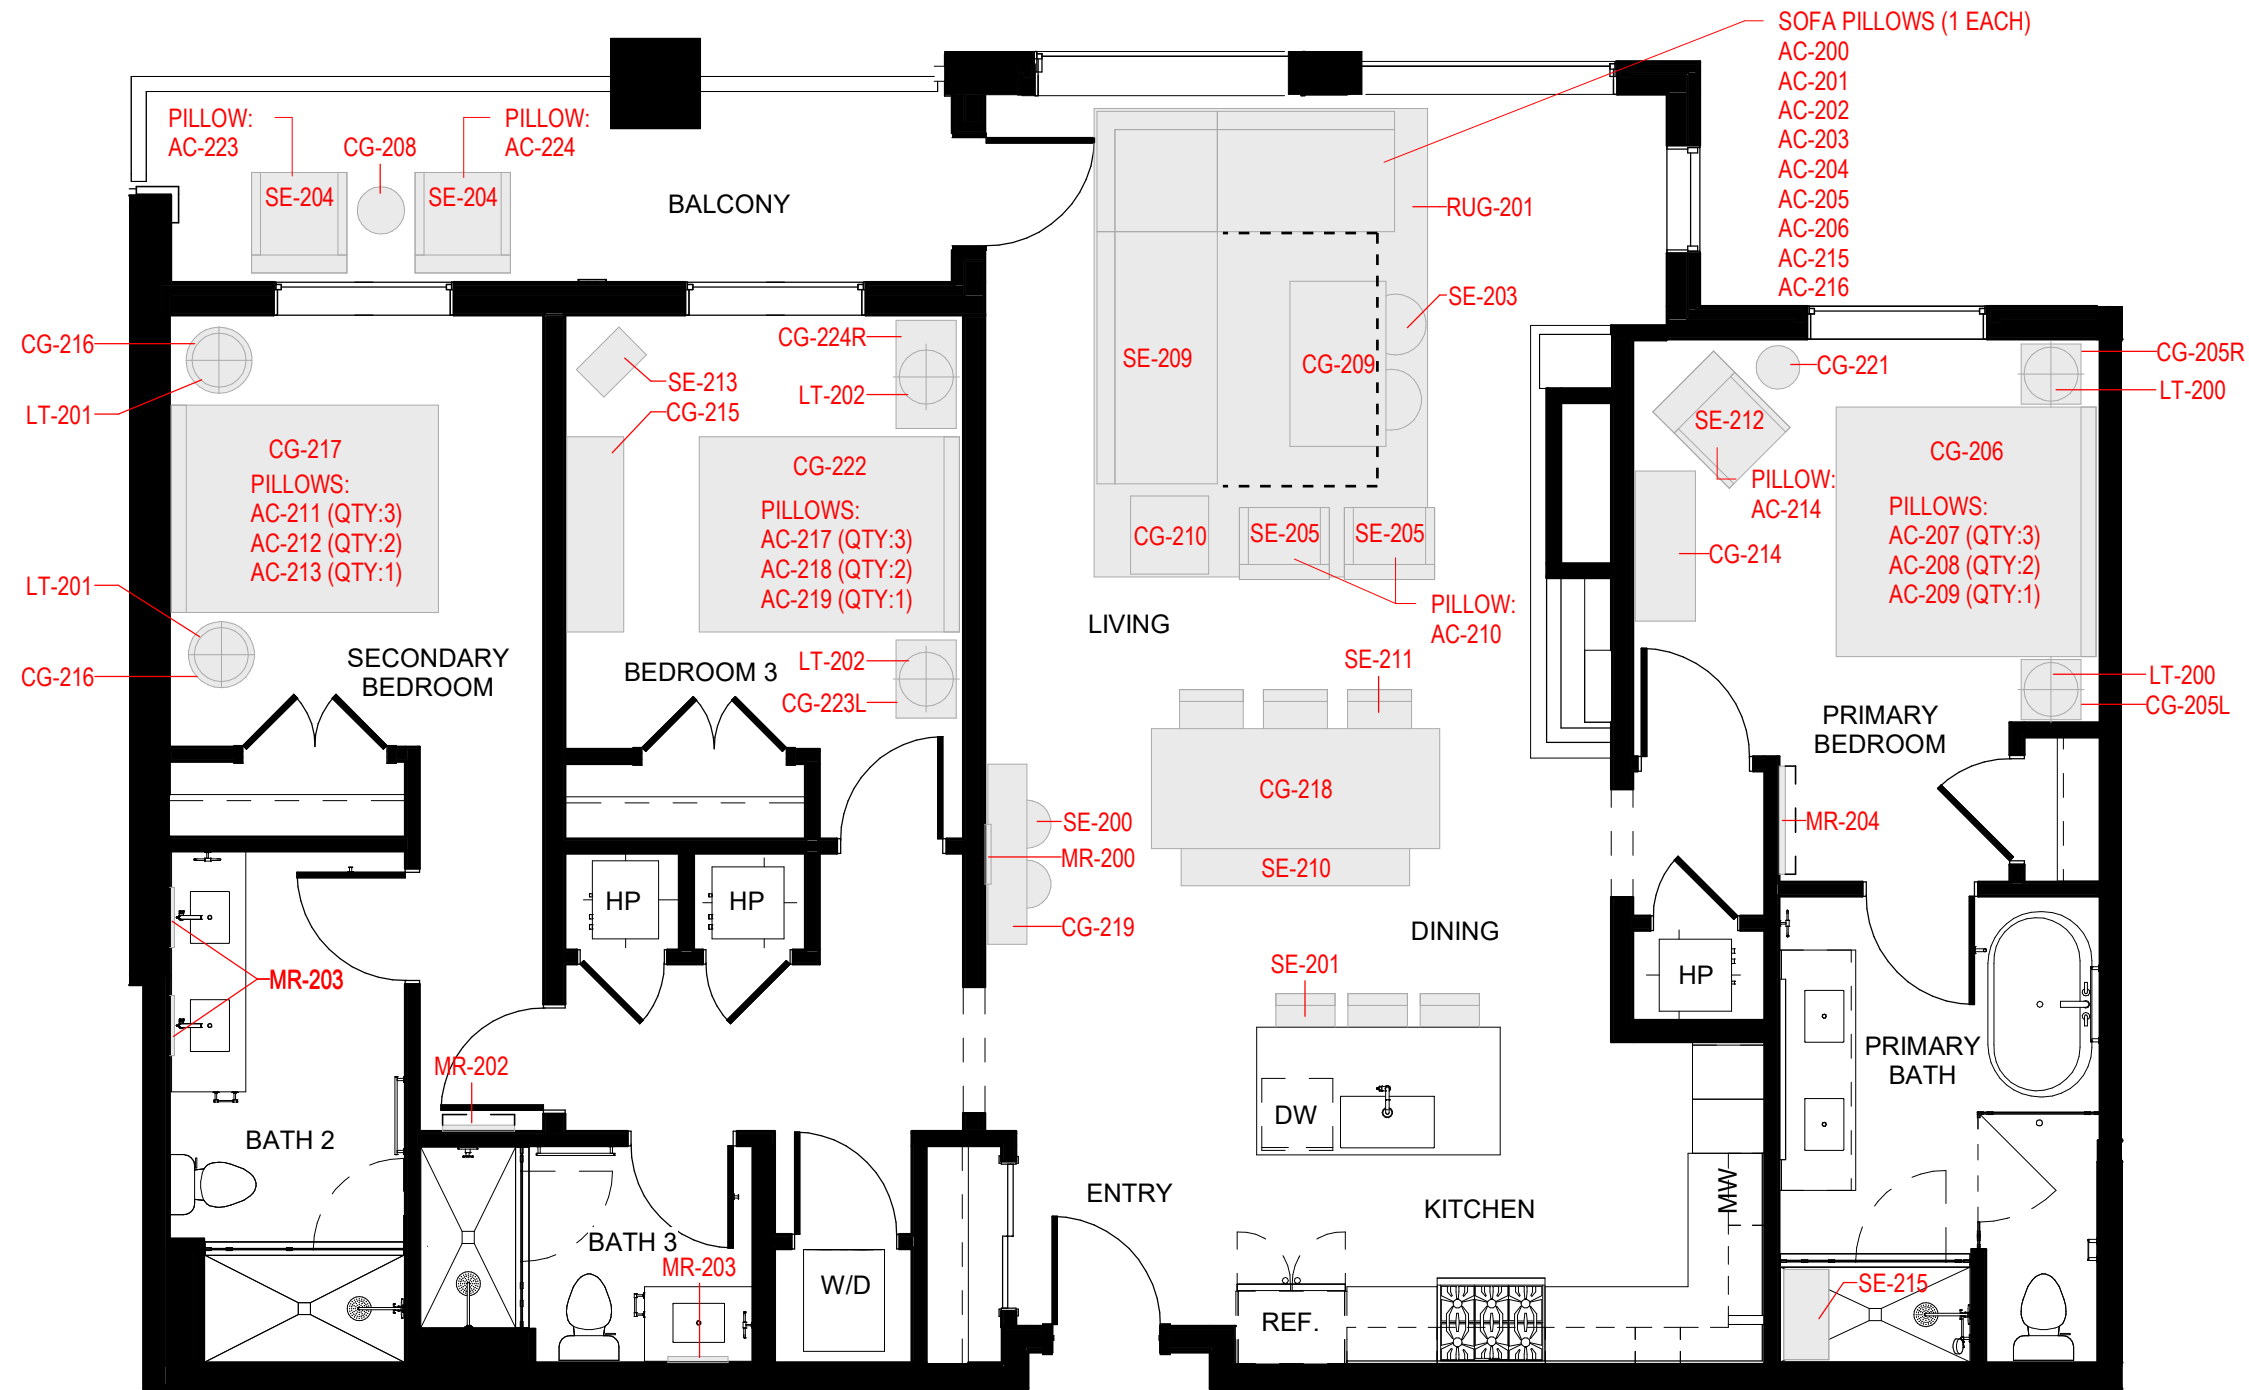 SOFA PILLOWS (1 EACH)
AC-200
AC-201
AC-202
AC-203
AC-204
AC-205
AC-206
AC-215
AC-216
PILLOW:
AC-223
CG-208
PILLOW:
AC-224
SE-204
SE-204
BALCONY
RUG-201
SE-203
SE-209
CG-209
CG-210
SE-205
SE-205
PILLOW:
AC-210
LIVING
CG-216
LT-201
CG-217
PILLOWS:
AC-211 (QTY:3)
AC-212 (QTY:2)
AC-213 (QTY:1)
LT-201
CG-216
SECONDARY
BEDROOM
CG-224R
SE-213
LT-202
CG-215
CG-222
PILLOWS:
AC-217 (QTY:3)
AC-218 (QTY:2)
AC-219 (QTY:1)
LT-202
BEDROOM 3
CG-223L
CG-221
CG-205R
LT-200
SE-212
CG-206
PILLOW:
AC-214
PILLOWS:
AC-207 (QTY:3)
AC-208 (QTY:2)
AC-209 (QTY:1)
CG-214
LT-200
CG-205L
PRIMARY
BEDROOM
SE-211
CG-218
SE-210
SE-200
MR-200
CG-219
MR-204
DINING
HP
HP
HP
SE-201
MR-203
MR-202
DW
PRIMARY
BATH
BATH 2
ENTRY
KITCHEN
MW
BATH 3
MR-203
W/D
REF.
SE-215